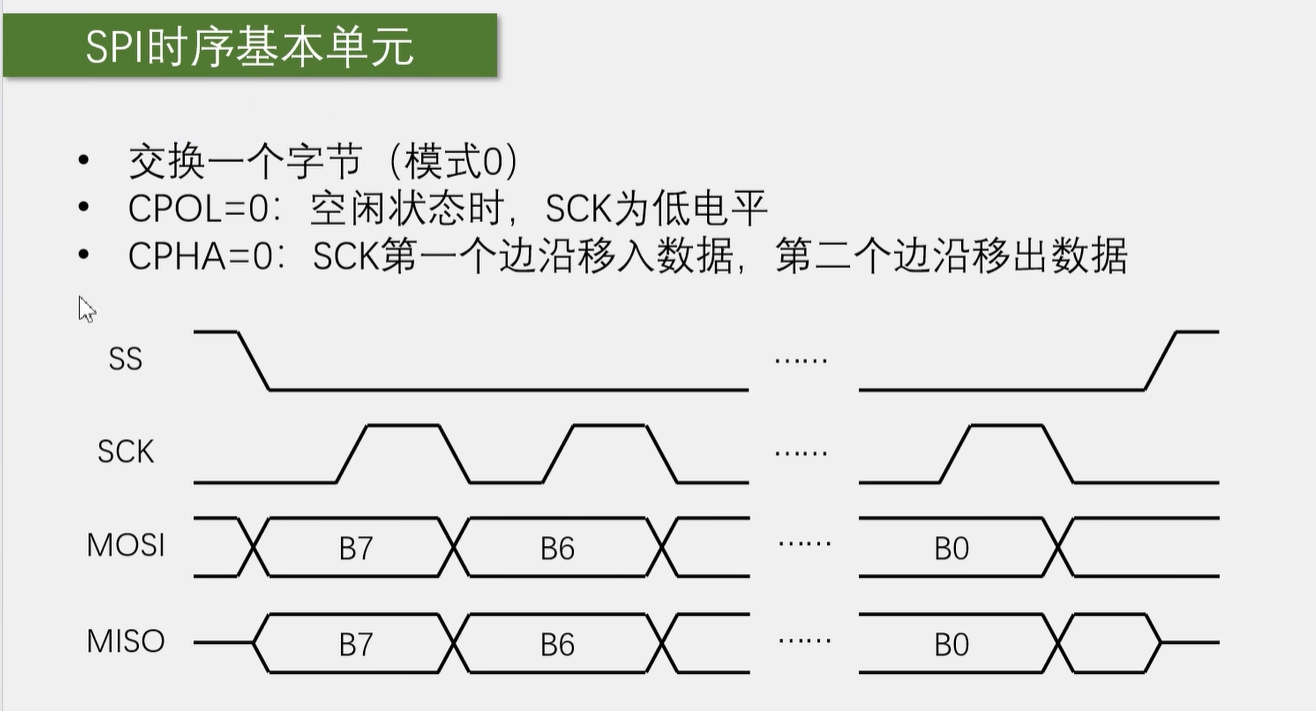 SPI时序基本单元
• 交换一个字节（模式0）
• CPOL=0：空闲状态时，SCK为低电平
• CPHA=0：SCK第一个边沿移入数据，第二个边沿移出数据
SS ……
SCK ……
MOSI B7 B6 …… B0
MISO B7 B6 …… B0